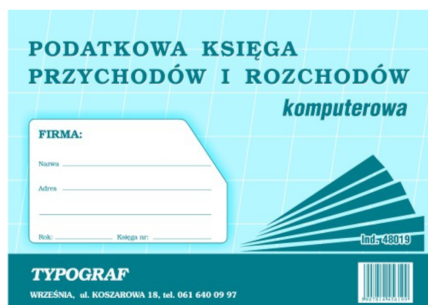 PODATKOWA KSIĘGA
PRZYCHODÓW I ROZCHODÓW
komputerowa
FIRMA:
Nazwa
Adres
Rok: Księga nr:
Ind.: 48019
TYPOGRAF
WRZEŚNIA, ul. KOSZAROWA 18, tel. 061 640 09 97